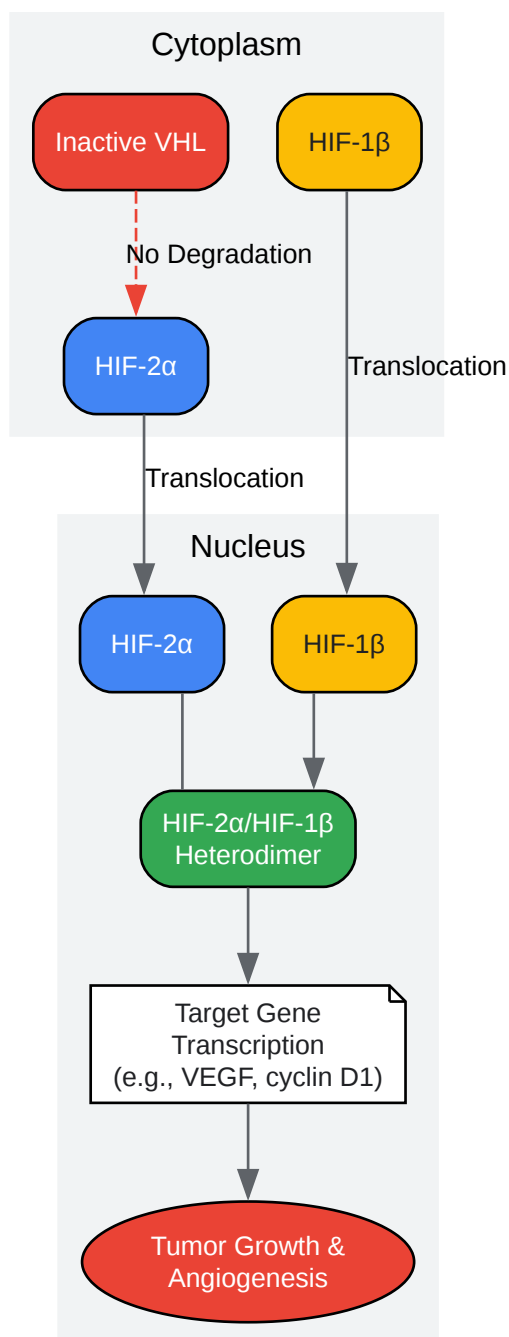 Cytoplasm
Inactive VHL
HIF-1β
No Degradation
HIF-2α
Translocation
Translocation
Nucleus
HIF-2α
HIF-1β
HIF-2α/HIF-1β
Heterodimer
Target Gene
Transcription
(e.g., VEGF, cyclin D1)
Tumor Growth &
Angiogenesis